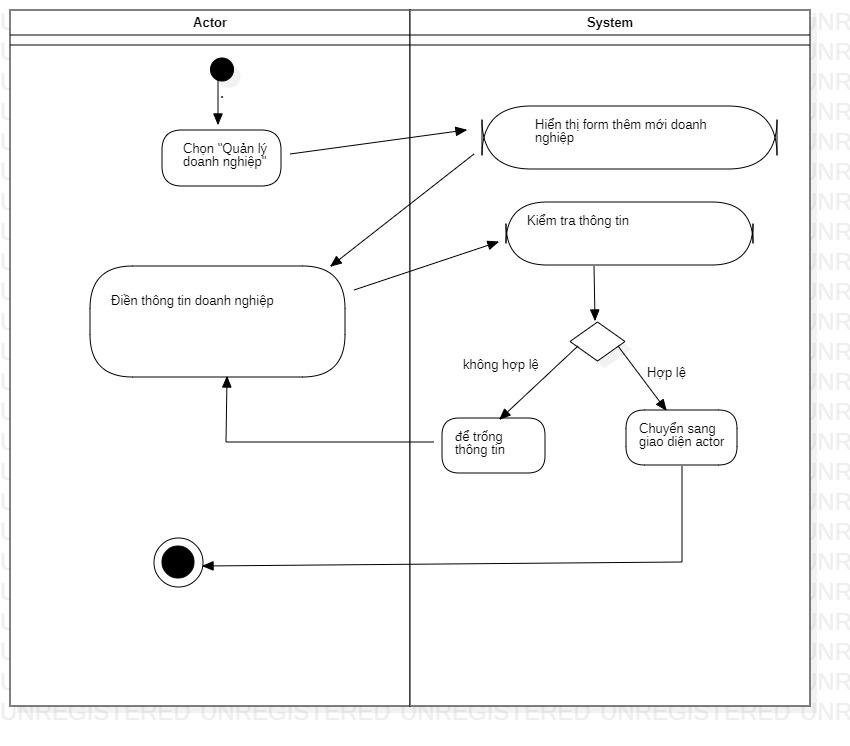 Actor
System
Chọn "Quản lý
doanh nghiệp"
Hiển thị form thêm mới doanh
nghiệp
Kiểm tra thông tin
Điền thông tin doanh nghiệp
không hợp lệ
Hợp lệ
để trống
thông tin
Chuyển sang
giao diện actor
UNREGISTERED UNREGISTERED UNREGISTERED UNREGISTERED UNR